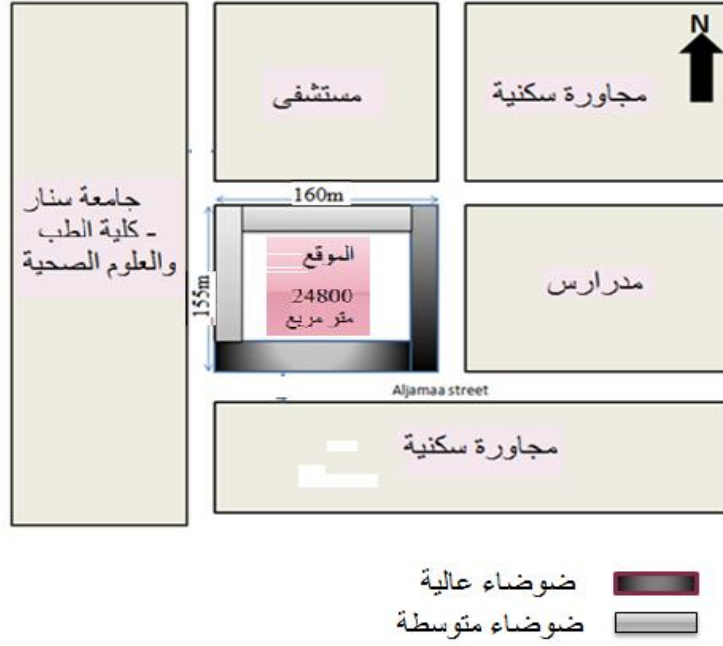 N
مستشفى
مجاورة سكنية
جامعة سنار
- كلية الطب
والعلوم الصحية
160m
155m
الموقع
24800
متر مربع
مدرارس
Aljamaa street
مجاورة سكنية
ضوضاء عالية
ضوضاء متوسطة